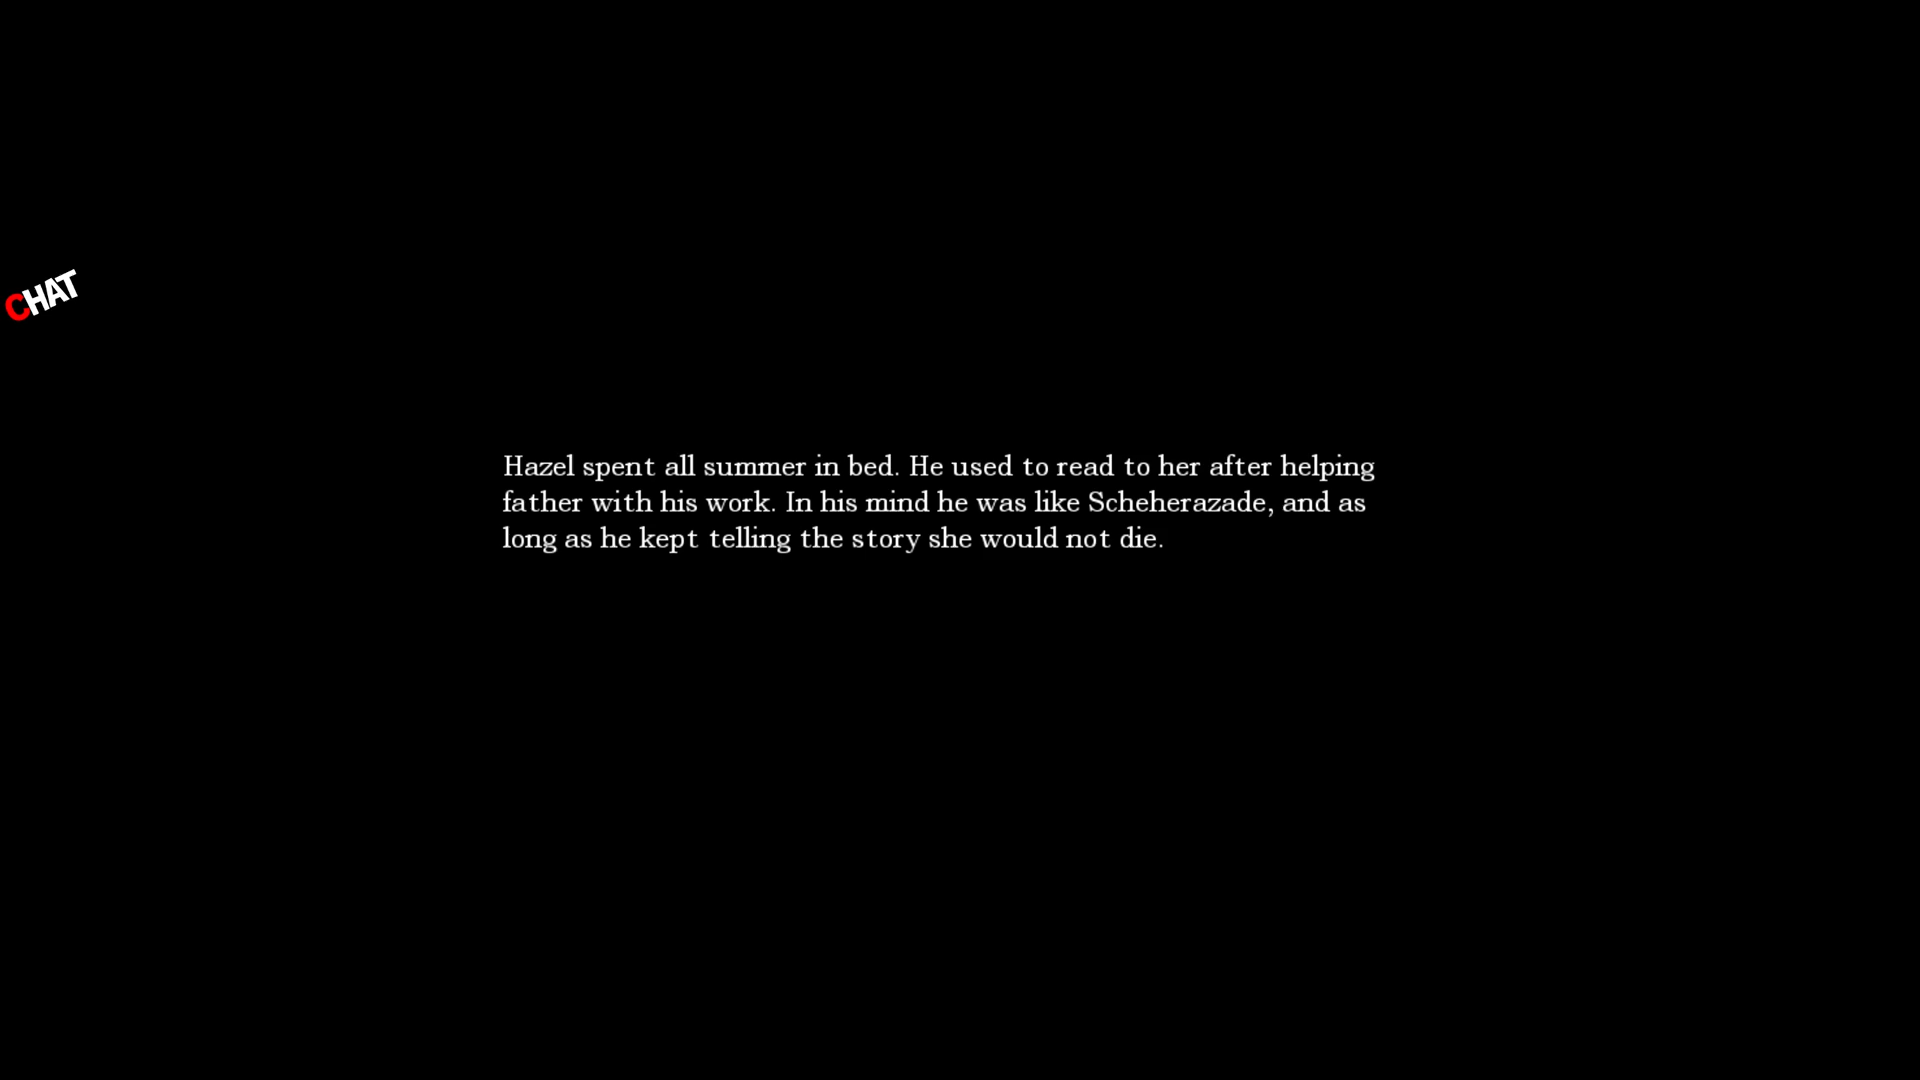 CHAT
Hazel spent all summer in bed. He used to read to her after helping
father with his work. In his mind he was like Scheherazade, and as
long as he kept telling the story she would not die.